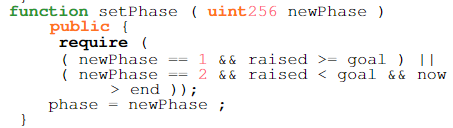 function setPhase ( uint256 newPhase )
public {
require (
( newPhase == 1 && raised >= goal ) ||
( newPhase == 2 && raised < goal && now
> end ));
phase = newPhase ;
}